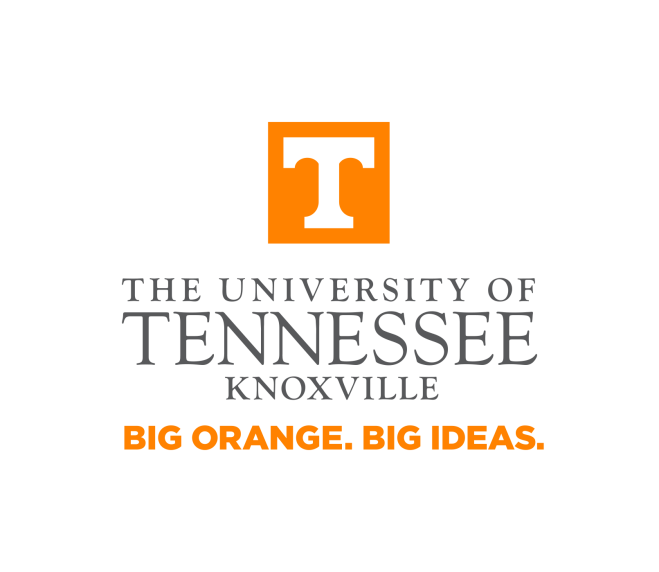 T
THE UNIVERSITY OF
TENNESSEE
KNOXVILLE
BIG ORANGE. BIG IDEAS.